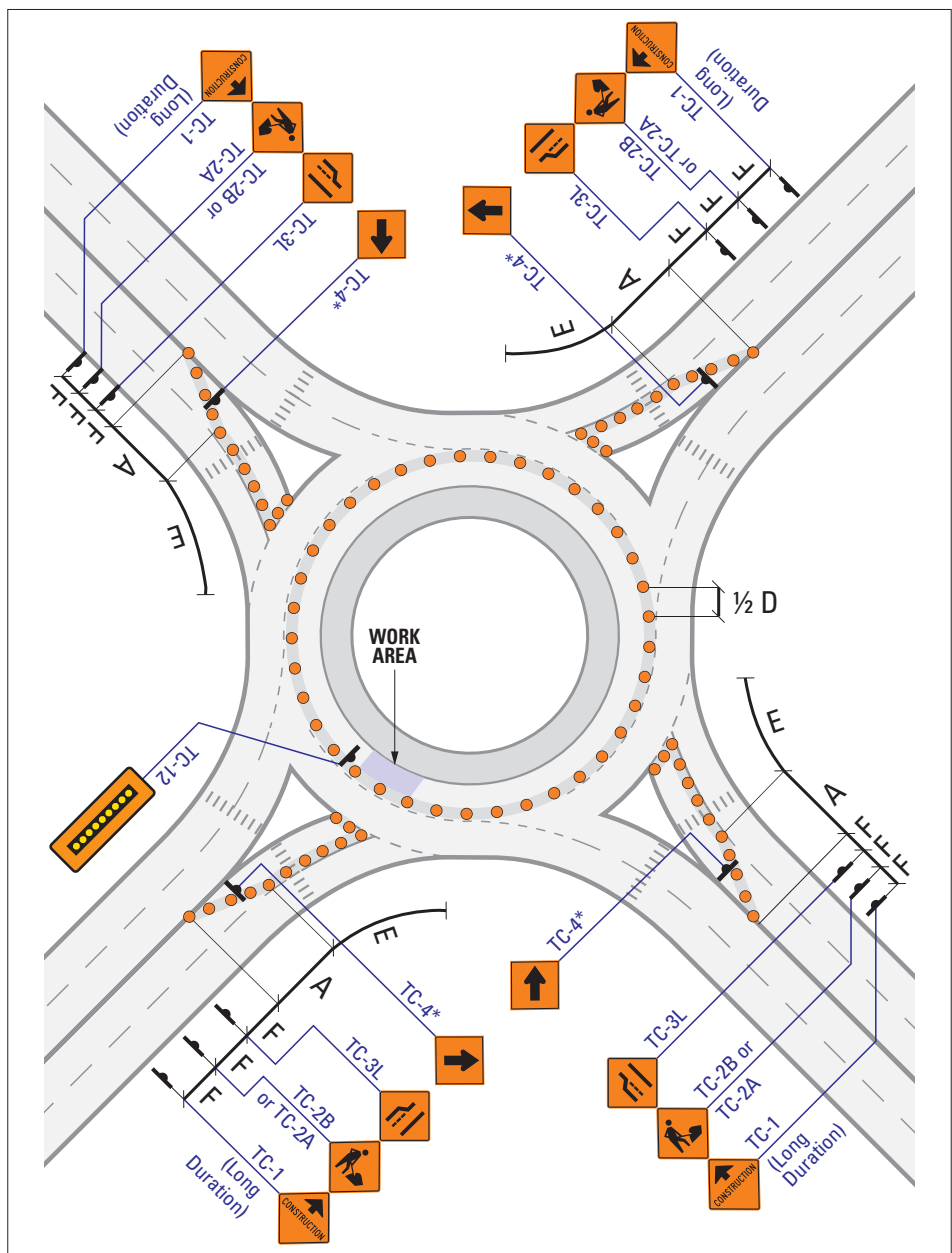 CONSTRUCTION
TC-1
(Long
Duration)
TC-2B or
TC-2A
TC-3L
TC-4*
F
F
F
A
E
CONSTRUCTION
TC-1
(Long
Duration)
TC-2B
or TC-2A
TC-3L
TC-4*
F
F
F
A
E
½ D
WORK
AREA
TC-12
E
A
F
F
F
TC-4*
TC-3L
TC-2B or
TC-2A
TC-1
(Long
Duration)
CONSTRUCTION
E
A
F
F
F
TC-4*
TC-3L
TC-2B
or TC-2A
TC-1
(Long
Duration)
CONSTRUCTION